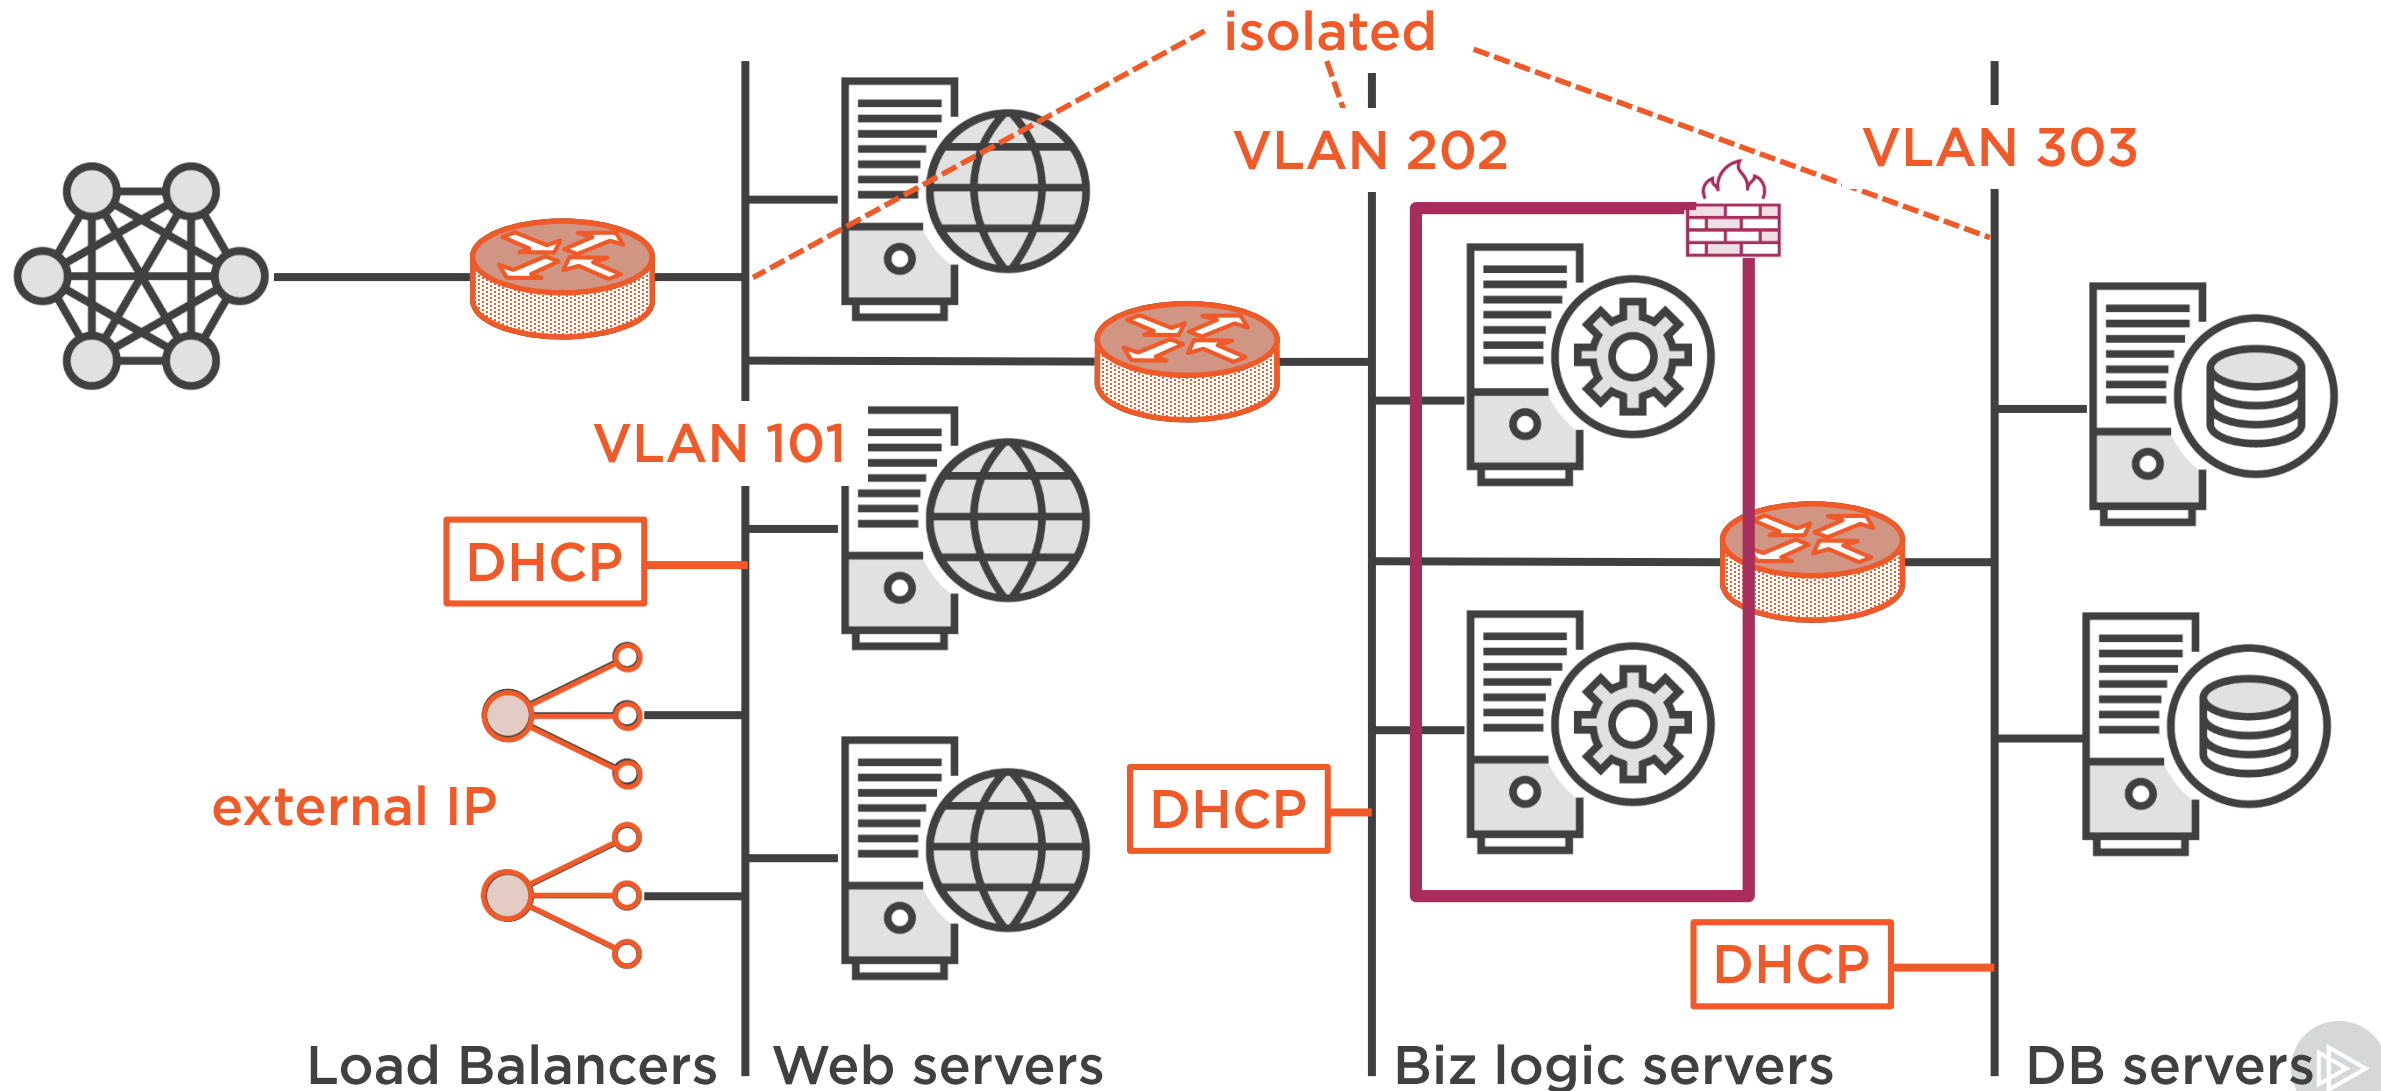 isolated
VLAN 202
VLAN 303
VLAN 101
DHCP
external IP
DHCP
DHCP
Load Balancers
Web servers
Biz logic servers
DB servers